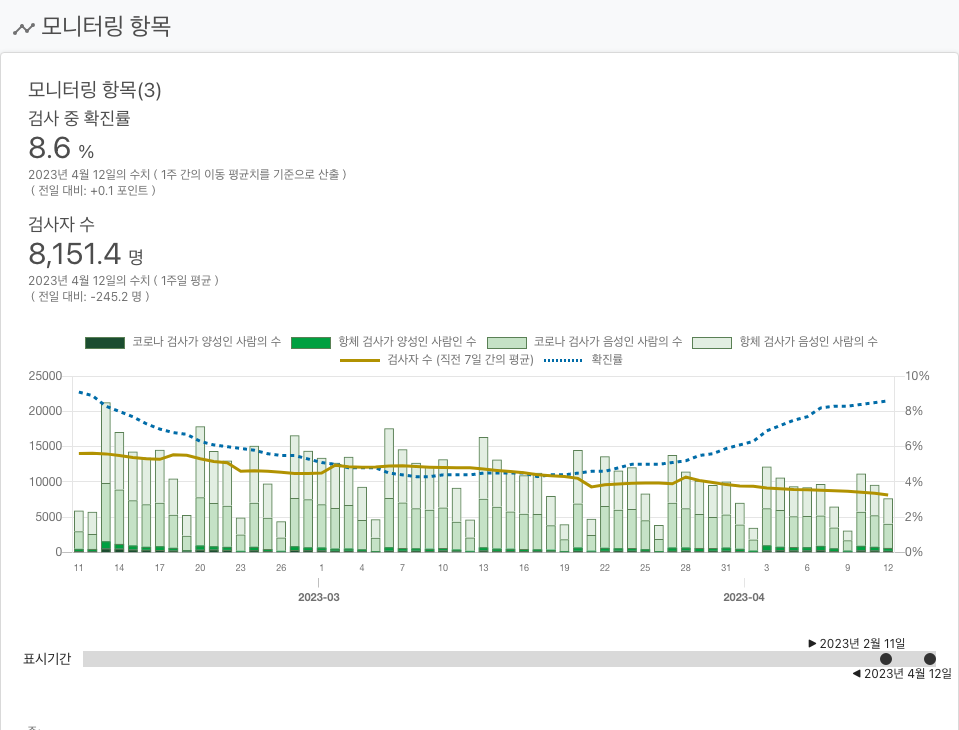 모니터링 항목
모니터링 항목(3)
검사 중 확진률
8.6 %
2023년 4월 12일의 수치 ( 1주 간의 이동 평균치를 기준으로 산출 )
( 전일 대비: +0.1 포인트 )
검사자 수
8,151.4 명
2023년 4월 12일의 수치 ( 1주일 평균 )
( 전일 대비: -245.2 명 )
코로나 검사가 양성인 사람의 수 항체 검사가 양성인 사람인 수 코로나 검사가 음성인 사람의 수 항체 검사가 음성인 사람의 수
검사자 수 (직전 7일 간의 평균) 확진률
25000 10%
20000 8%
15000 6%
10000 4%
5000 2%
0 0%
11 14 17 20 23 26 1 4 7 10 13 16 19 22 25 28 31 3 6 9 12
2023-03 2023-04
▶ 2023년 2월 11일
표시기간
◀ 2023년 4월 12일